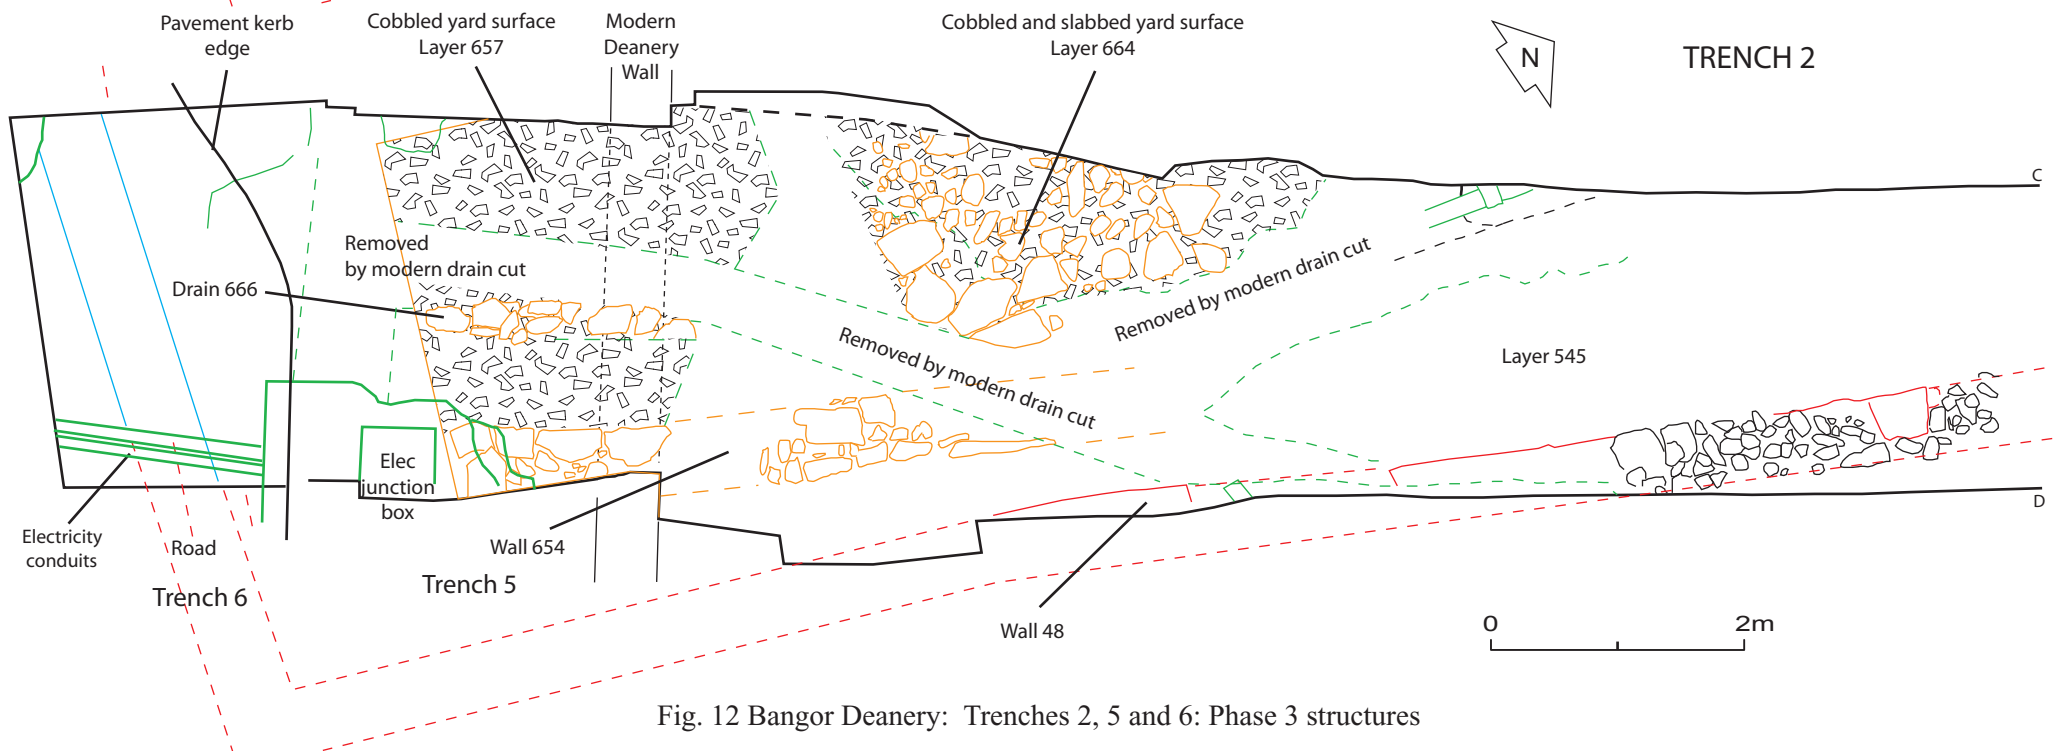 Pavement kerb
edge
Cobbled yard surface
Layer 657
Modern
Deanery
Wall
Cobbled and slabbed yard surface
Layer 664
N
TRENCH 2
C
Removed
by modern drain cut
Drain 666
Removed by modern drain cut
Removed by modern drain cut
Layer 545
Elec
junction
box
D
Electricity
conduits
Road
Wall 654
Trench 5
Trench 6
Wall 48
0 2m
Fig. 12 Bangor Deanery: Trenches 2, 5 and 6: Phase 3 structures